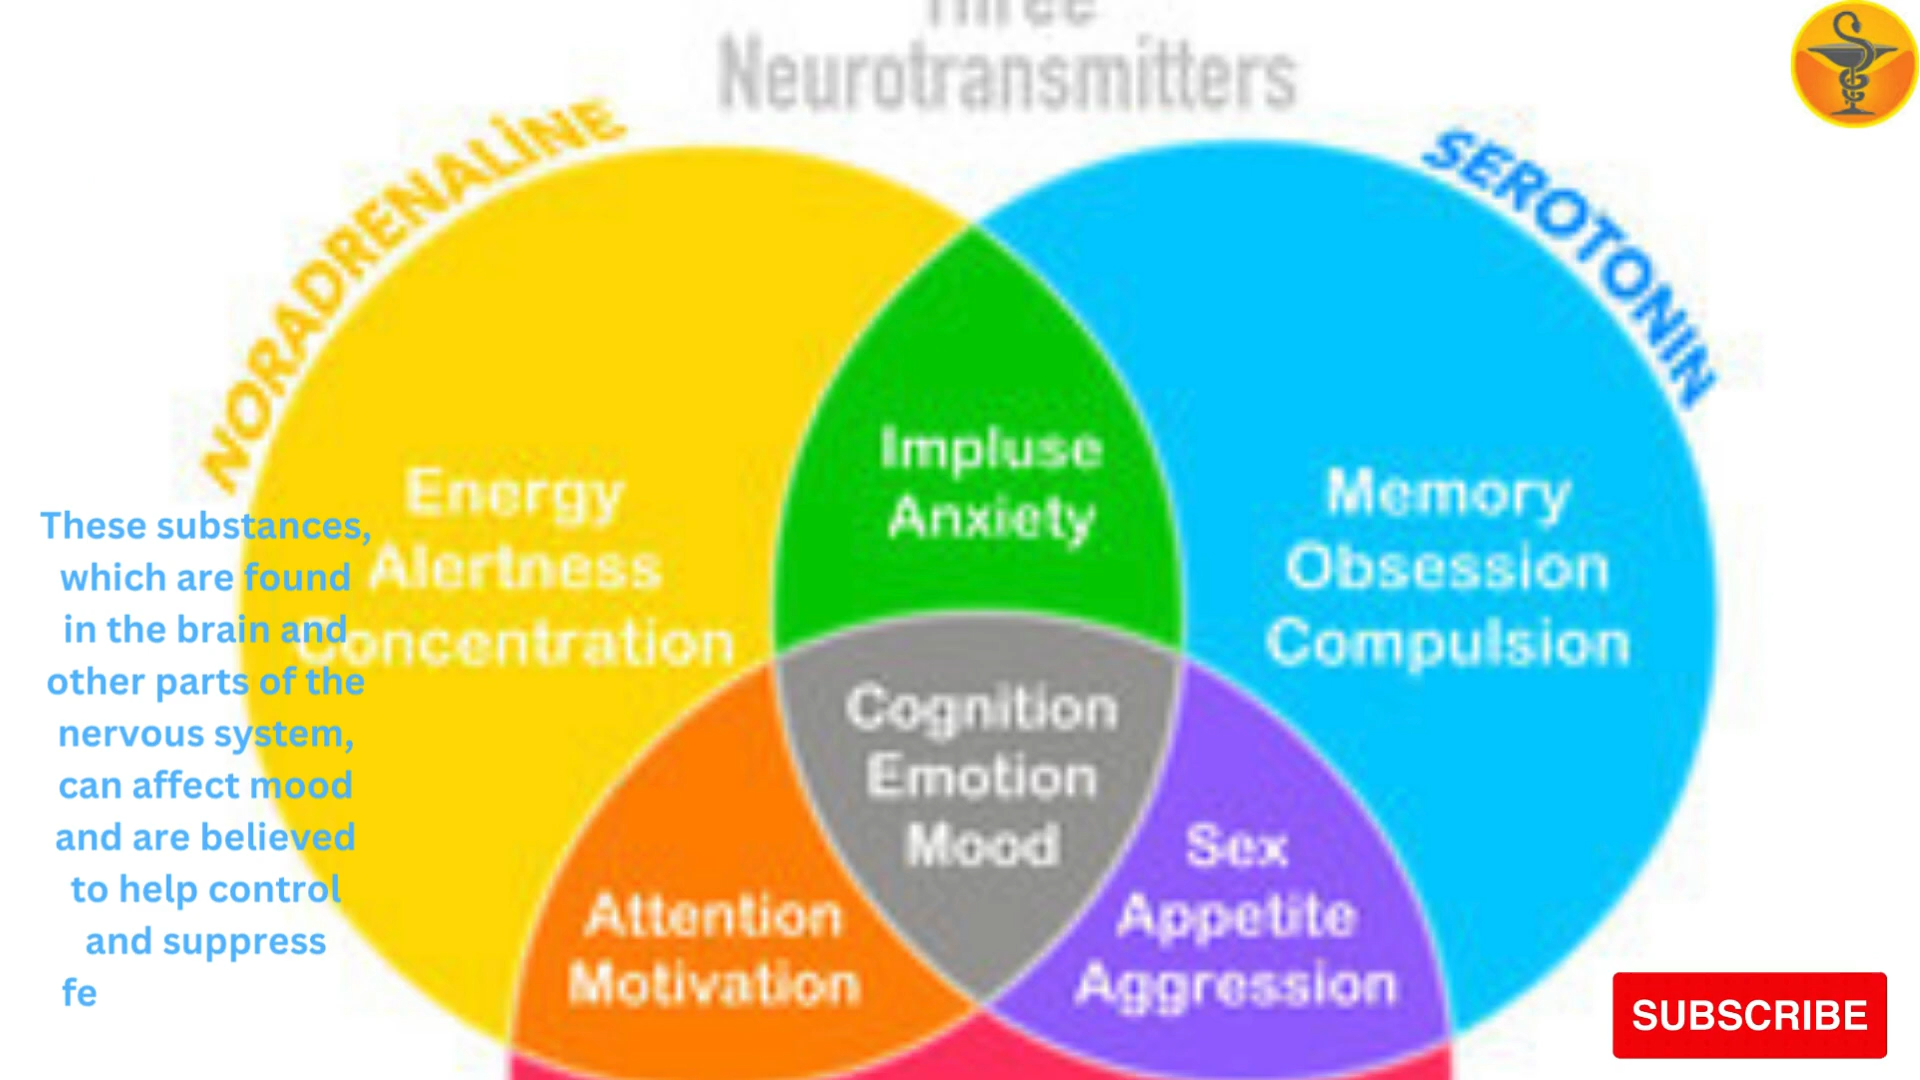 Three
Neurotransmitters
NORADRENALİNE
SEROTONIN
Energy
Alertness
Concentration
Impluse
Anxiety
Memory
Obsession
Compulsion
Cognition
Emotion
Mood
Attention
Motivation
Sex
Appetite
Aggression
These substances,
which are found
in the brain and
other parts of the
nervous system,
can affect mood
and are believed
to help control
and suppress
fe
SUBSCRIBE